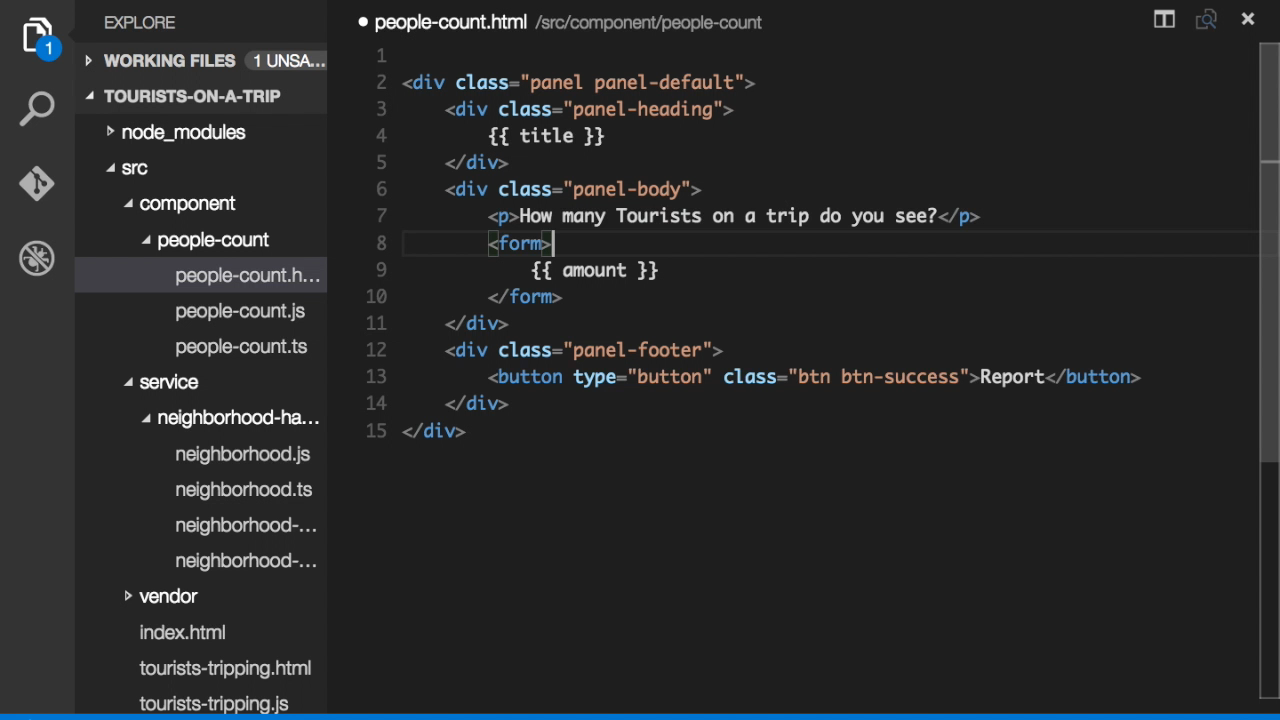 EXPLORE
1
WORKING FILES 1 UNSA...
TOURISTS-ON-A-TRIP
node_modules
src
component
people-count
people-count.h...
people-count.js
people-count.ts
service
neighborhood-ha...
neighborhood.js
neighborhood.ts
neighborhood-...
neighborhood-...
vendor
index.html
tourists-tripping.html
tourists-tripping.js
people-count.html /src/component/people-count
1
2 <div class="panel panel-default">
3 <div class="panel-heading">
4 {{ title }}
5 </div>
6 <div class="panel-body">
7 <p>How many Tourists on a trip do you see?</p>
8 <form>
9 {{ amount }}
10 </form>
11 </div>
12 <div class="panel-footer">
13 <button type="button" class="btn btn-success">Report</button>
14 </div>
15 </div>